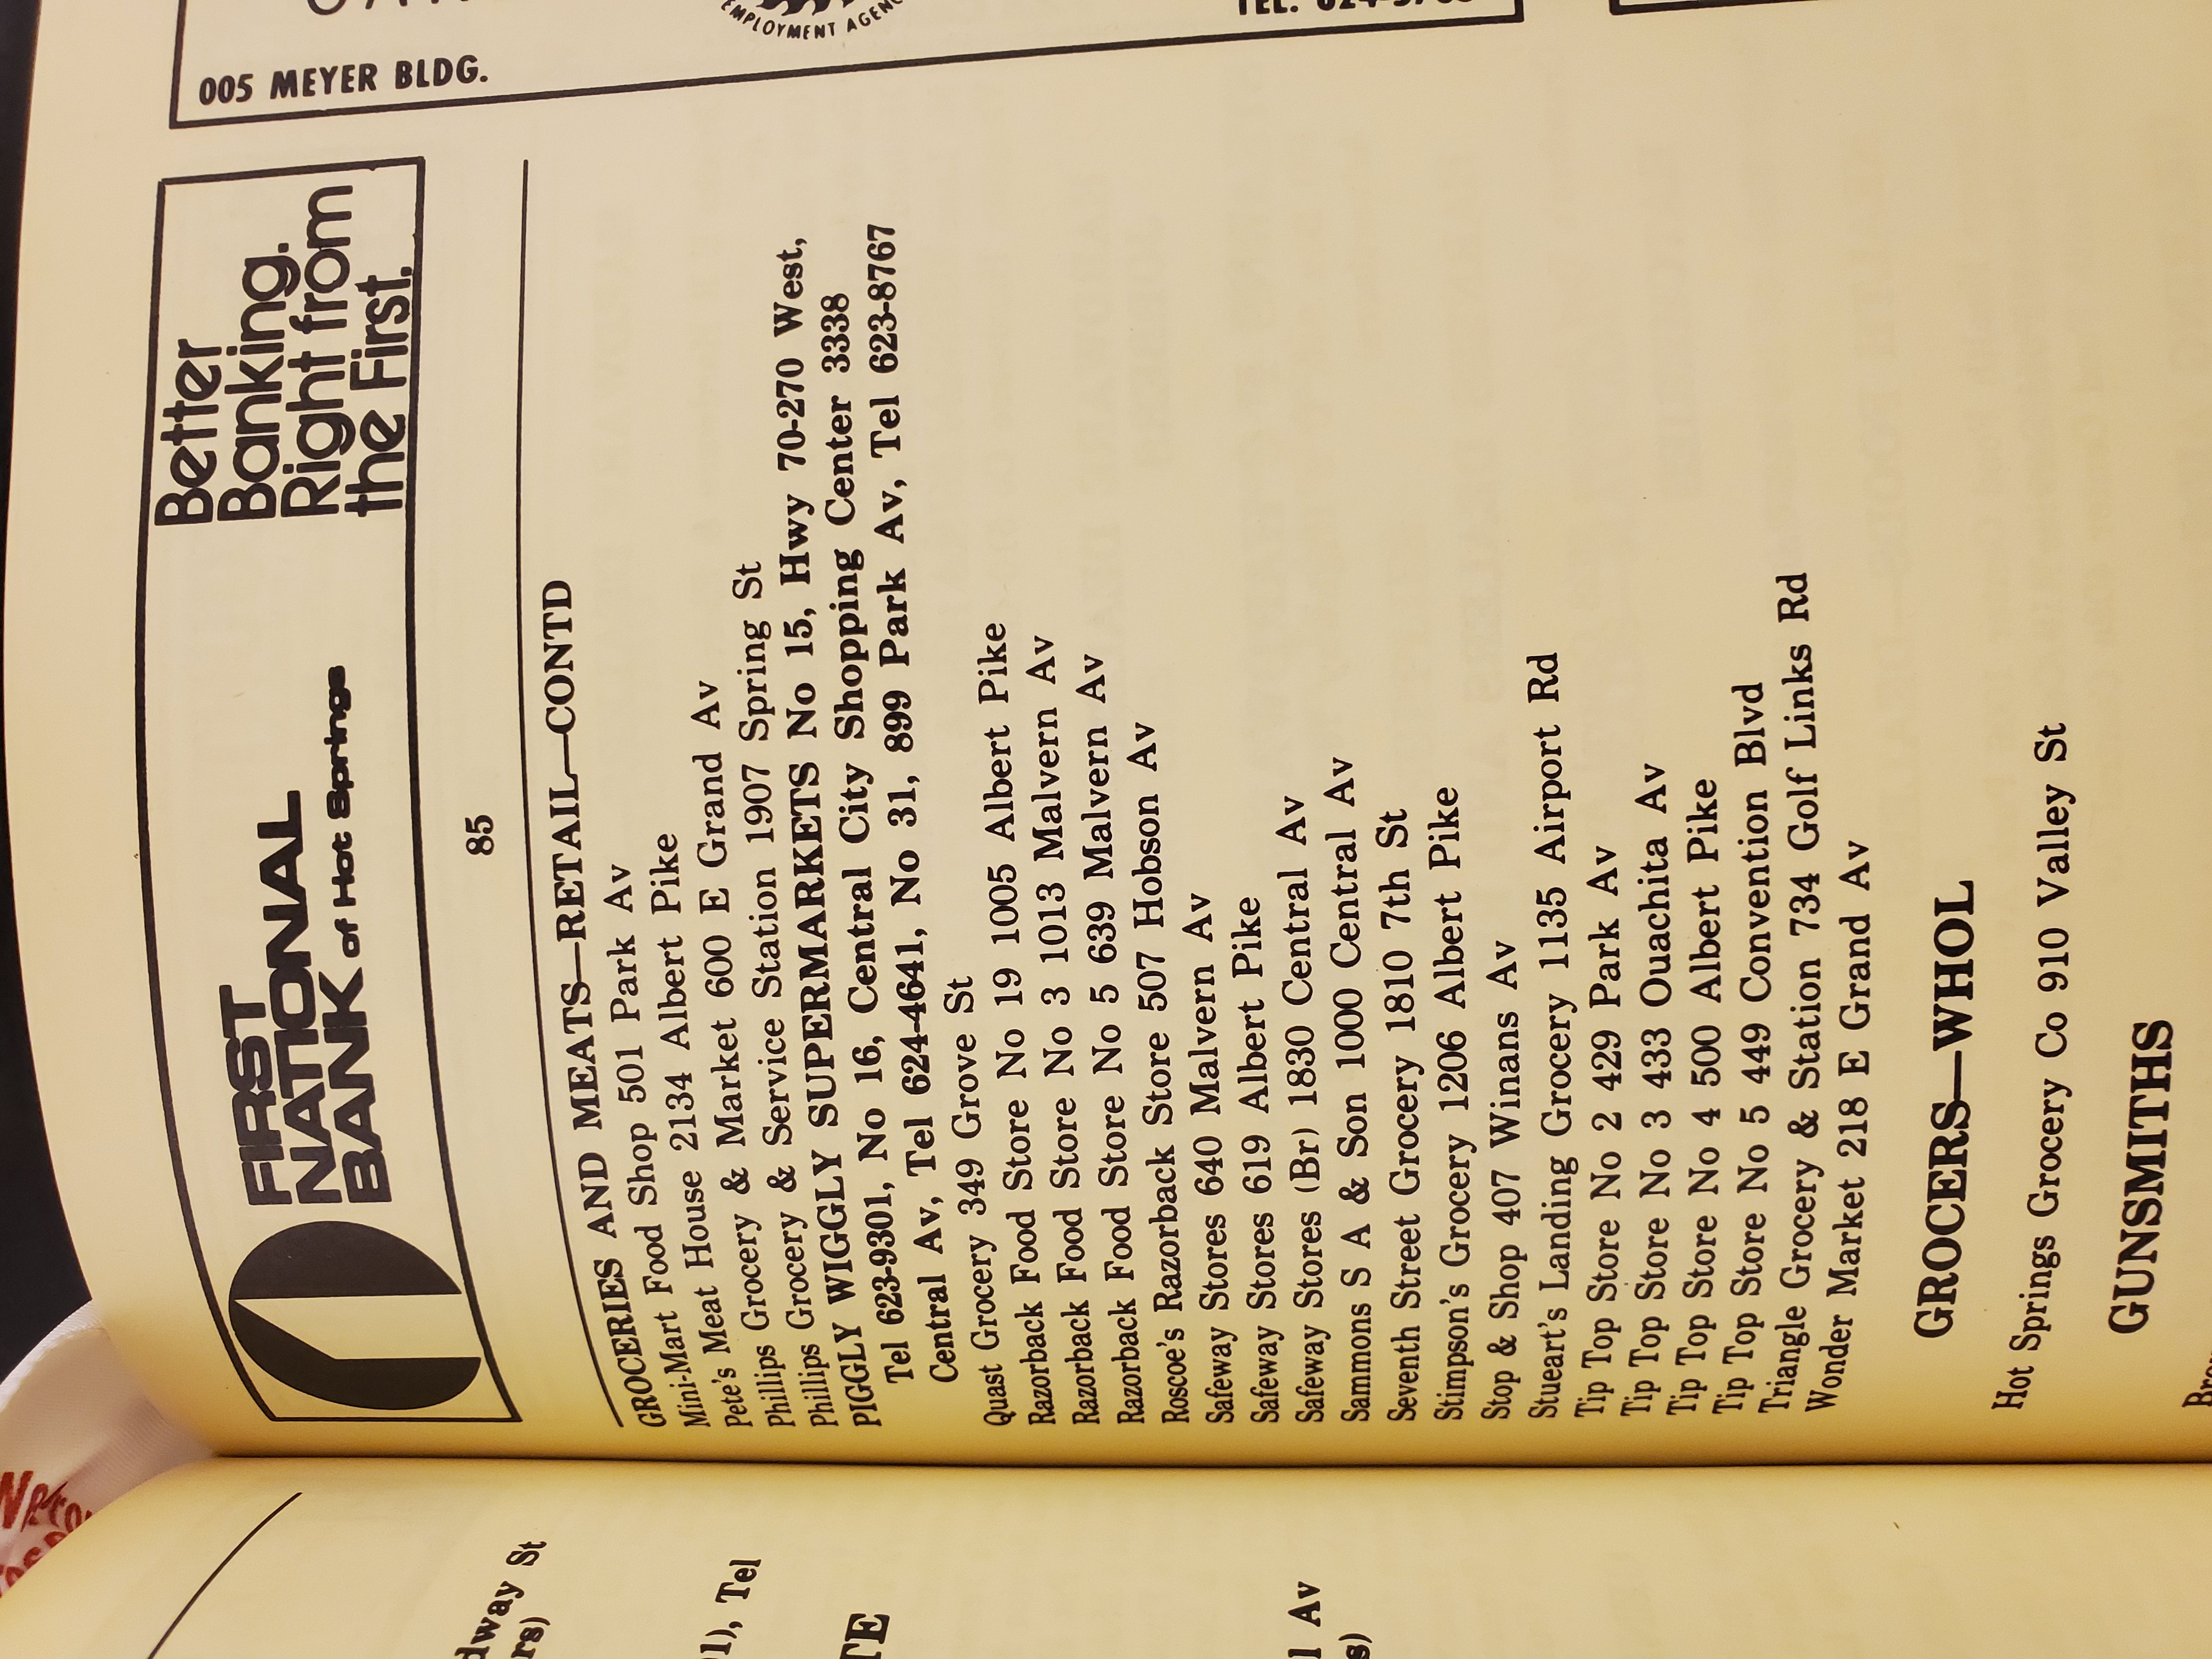 FIRST
NATIONAL
BANK of Hot Springs
Better
Banking.
Right from
the First.
85
GROCERIES AND MEATS—RETAIL—CONTD
Mini-Mart Food Shop 501 Park Av
Pete's Meat House 2134 Albert Pike
Phillips Grocery & Market 600 E Grand Av
Phillips Grocery & Service Station 1907 Spring St
PIGGLY WIGGLY SUPERMARKETS No 15, Hwy 70-270 West,
Tel 623-9301, No 16, Central City Shopping Center 3338
Central Av, Tel 624-4641, No 31, 899 Park Av, Tel 623-8767
Quast Grocery 349 Grove St
Razorback Food Store No 19 1005 Albert Pike
Razorback Food Store No 3 1013 Malvern Av
Razorback Food Store No 5 639 Malvern Av
Roscoe's Razorback Store 507 Hobson Av
Safeway Stores 640 Malvern Av
Safeway Stores 619 Albert Pike
Safeway Stores (Br) 1830 Central Av
Sammons S A & Son 1000 Central Av
Seventh Street Grocery 1810 7th St
Stimpson's Grocery 1206 Albert Pike
Stop & Shop 407 Winans Av
Stueart's Landing Grocery 1135 Airport Rd
Tip Top Store No 2 429 Park Av
Tip Top Store No 3 433 Ouachita Av
Tip Top Store No 4 500 Albert Pike
Tip Top Store No 5 449 Convention Blvd
Triangle Grocery & Station 734 Golf Links Rd
Wonder Market 218 E Grand Av
GROCERS—WHOL
Hot Springs Grocery Co 910 Valley St
GUNSMITHS
005 MEYER BLDG.
EMPLOYMENT
TEL.
St
Tel
Av